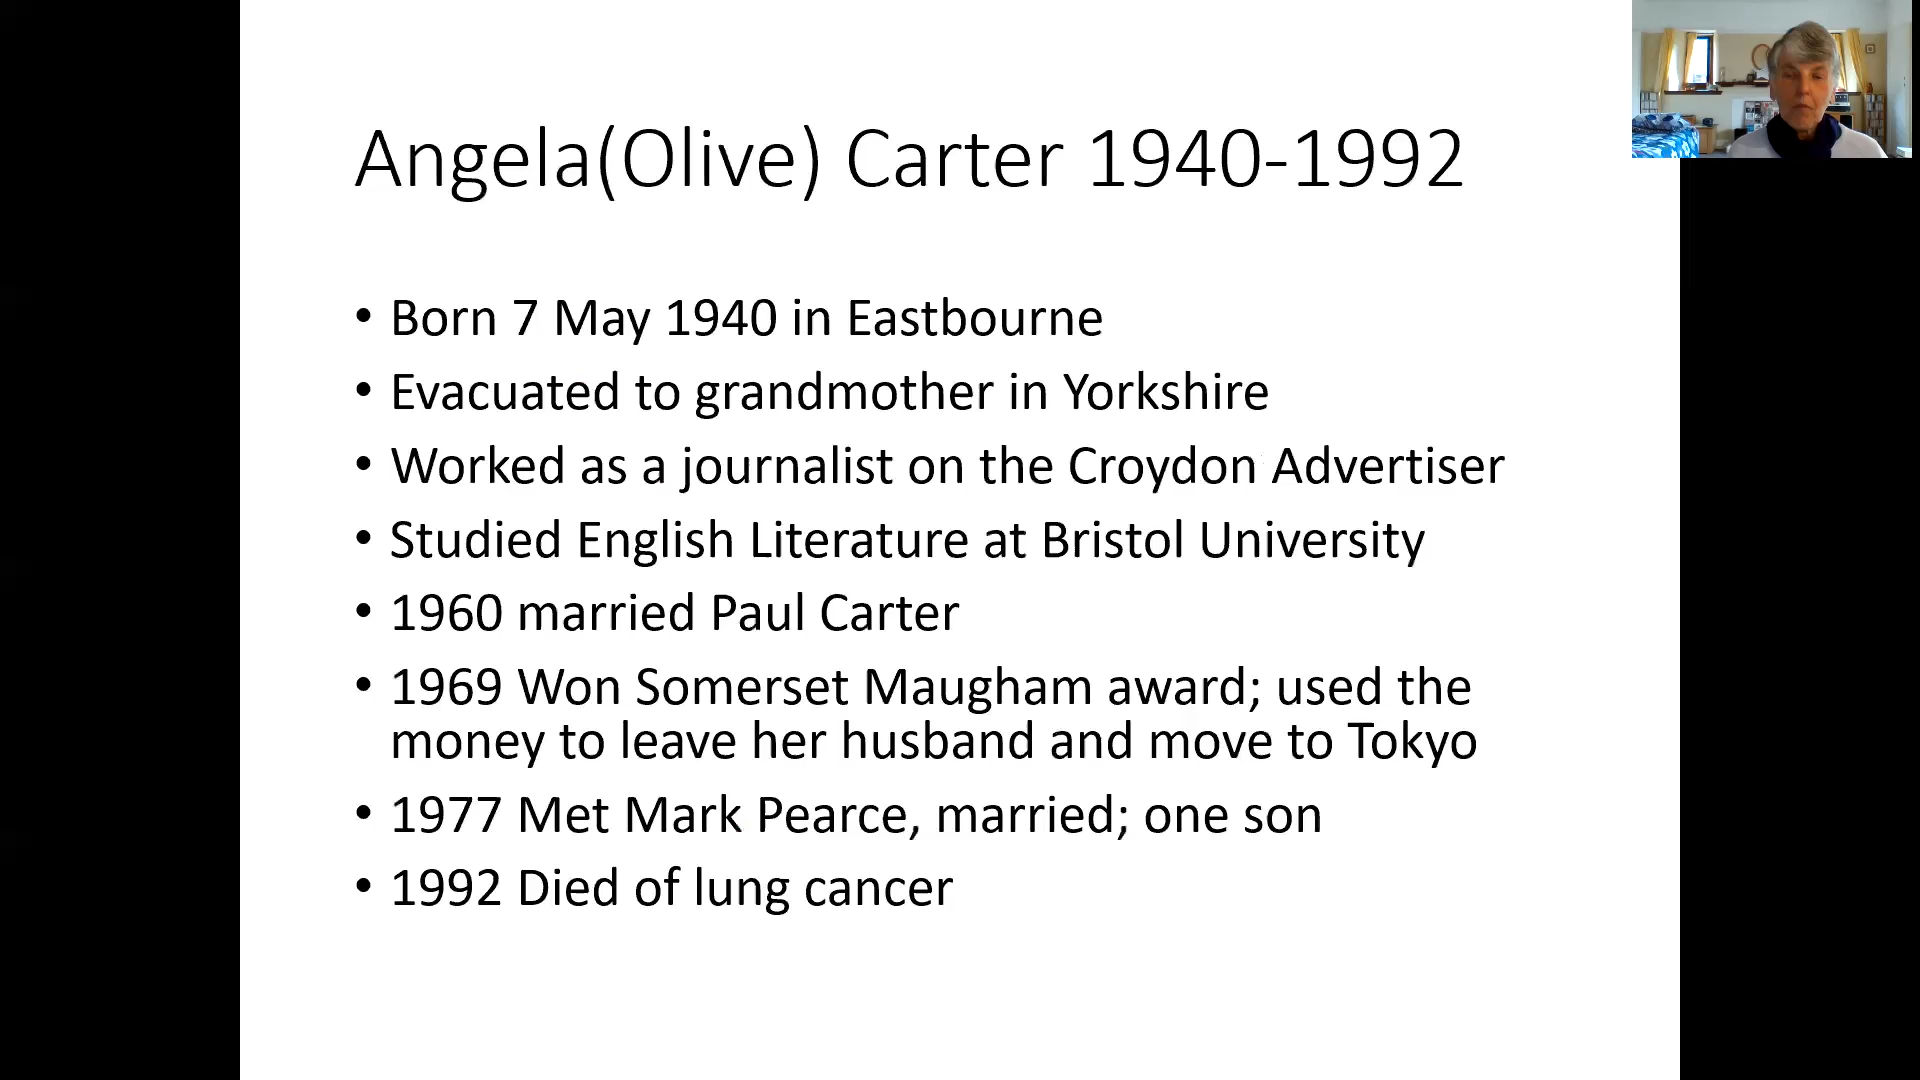 Angela(Olive) Carter 1940-1992
• Born 7 May 1940 in Eastbourne
• Evacuated to grandmother in Yorkshire
• Worked as a journalist on the Croydon Advertiser
• Studied English Literature at Bristol University
• 1960 married Paul Carter
• 1969 Won Somerset Maugham award; used the
money to leave her husband and move to Tokyo
• 1977 Met Mark Pearce, married; one son
• 1992 Died of lung cancer